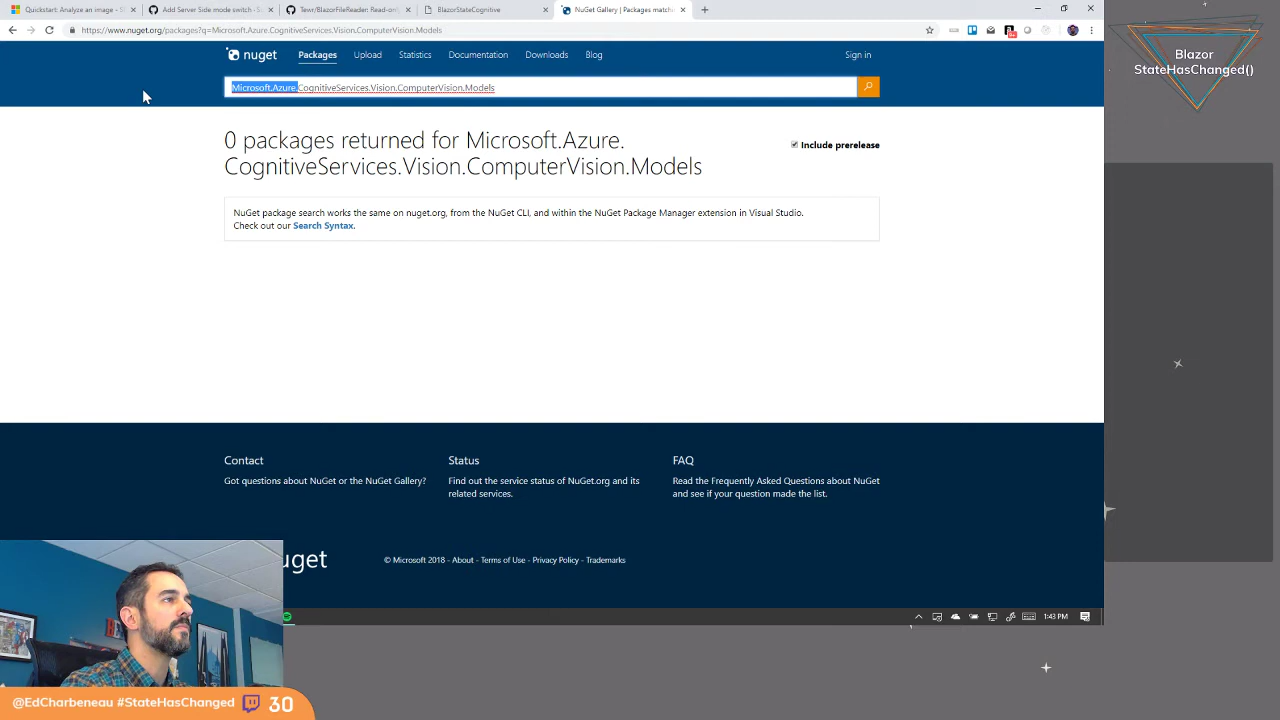 Quickstart: Analyze an image - S
Add Server Side mode switch -
Tewr/BlazorFileReader: Read-only
BlazorStateCognitive
NuGet Gallery | Packages match
https://www.nuget.org/packages?q=Microsoft.Azure.CognitiveServices.Vision.ComputerVision.Models
nuget
Packages
Upload
Statistics
Documentation
Downloads
Blog
Sign in
Microsoft.Azure.CognitiveServices.Vision.ComputerVision.Models
0 packages returned for Microsoft.Azure.
CognitiveServices.Vision.ComputerVision.Models
Include prerelease
NuGet package search works the same on nuget.org, from the NuGet CLI, and within the NuGet Package Manager extension in Visual Studio.
Check out our Search Syntax.
Contact
Got questions about NuGet or the NuGet Gallery?
Status
Find out the service status of NuGet.org and its
related services.
FAQ
Read the Frequently Asked Questions about NuGet
and see if your question made the list.
uget
© Microsoft 2018 - About - Terms of Use - Privacy Policy - Trademarks
1:43 PM
Blazor
StateHasChanged()
@EdCharbeneau #StateHasChanged
30